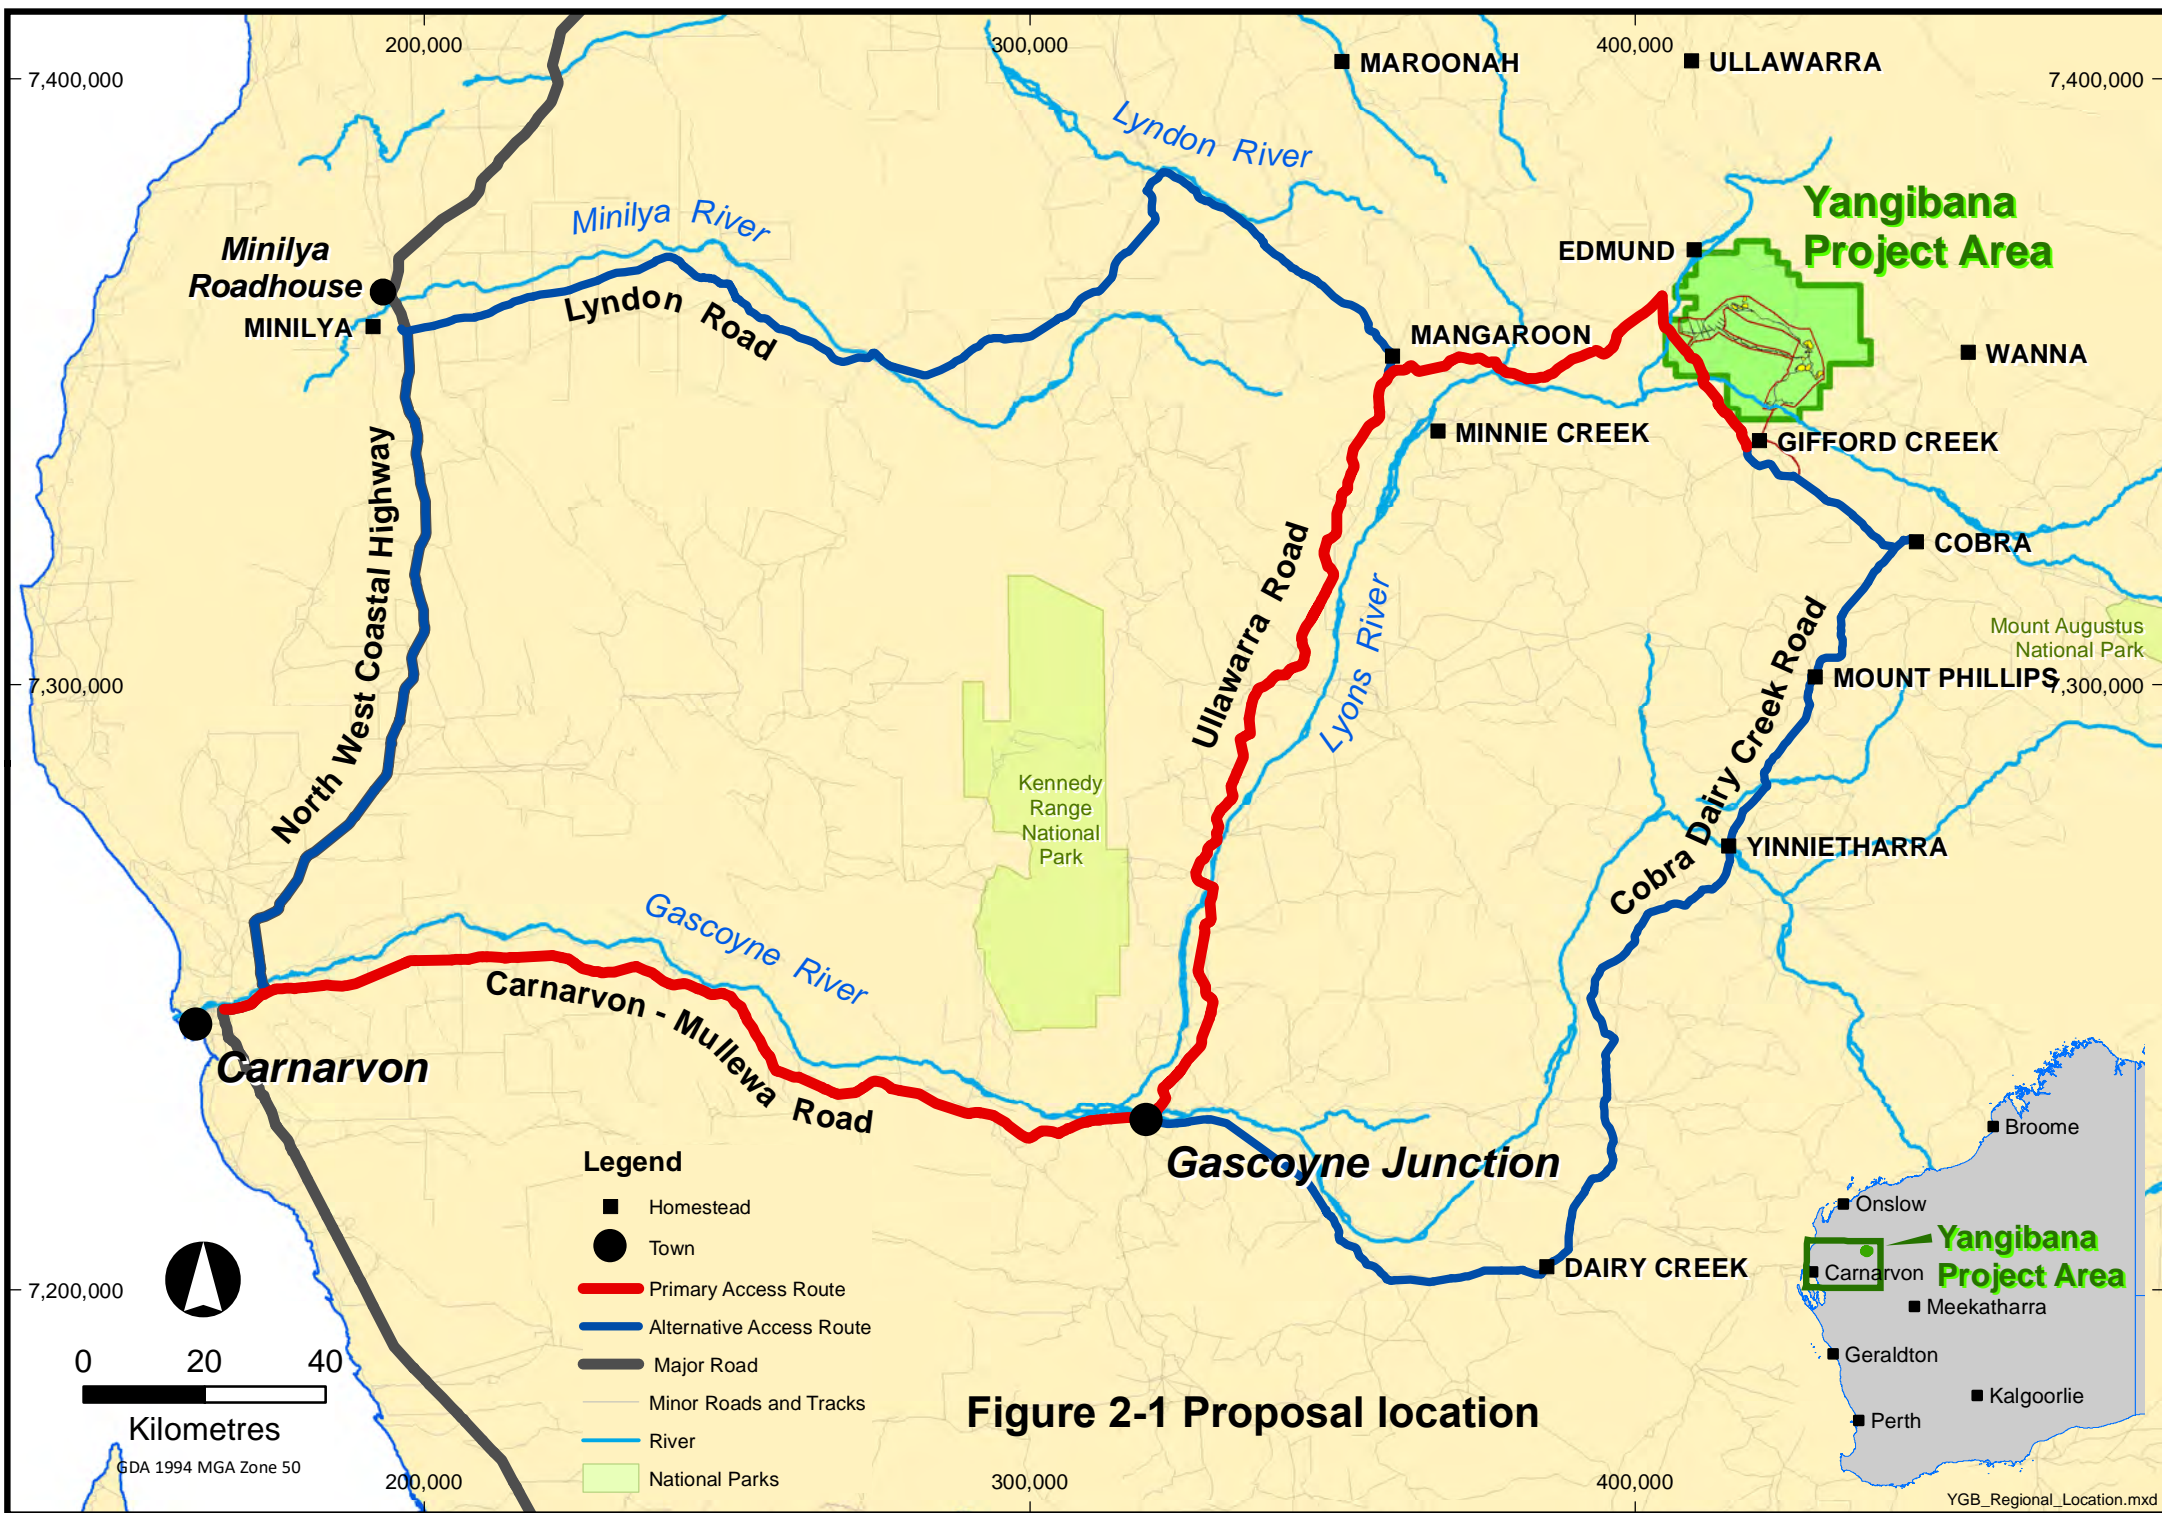 200,000
300,000
400,000
7,400,000
7,400,000
MAROONAH
ULLAWARRA
Lyndon River
Yangibana
Project Area
Minilya River
Minilya
Roadhouse
EDMUND
MINILYA
Lyndon Road
MANGAROON
WANNA
MINNIE CREEK
GIFFORD CREEK
North West Coastal Highway
COBRA
Ullawarra Road
Lyons River
Mount Augustus
National Park
Cobra Dairy Creek Road
7,300,000
MOUNT PHILLIPS
7,300,000
Kennedy
Range
National
Park
YINNIETHARRA
Gascoyne River
Carnarvon - Mullewa Road
Carnarvon
Gascoyne Junction
DAIRY CREEK
7,200,000
Legend
Homestead
Town
Primary Access Route
Alternative Access Route
Major Road
Minor Roads and Tracks
River
National Parks
0 20 40
Kilometres
GDA 1994 MGA Zone 50
Figure 2-1 Proposal location
Broome
Onslow
Yangibana
Project Area
Carnarvon
Meekatharra
Geraldton
Kalgoorlie
Perth
200,000
300,000
400,000
YGB_Regional_Location.mxd